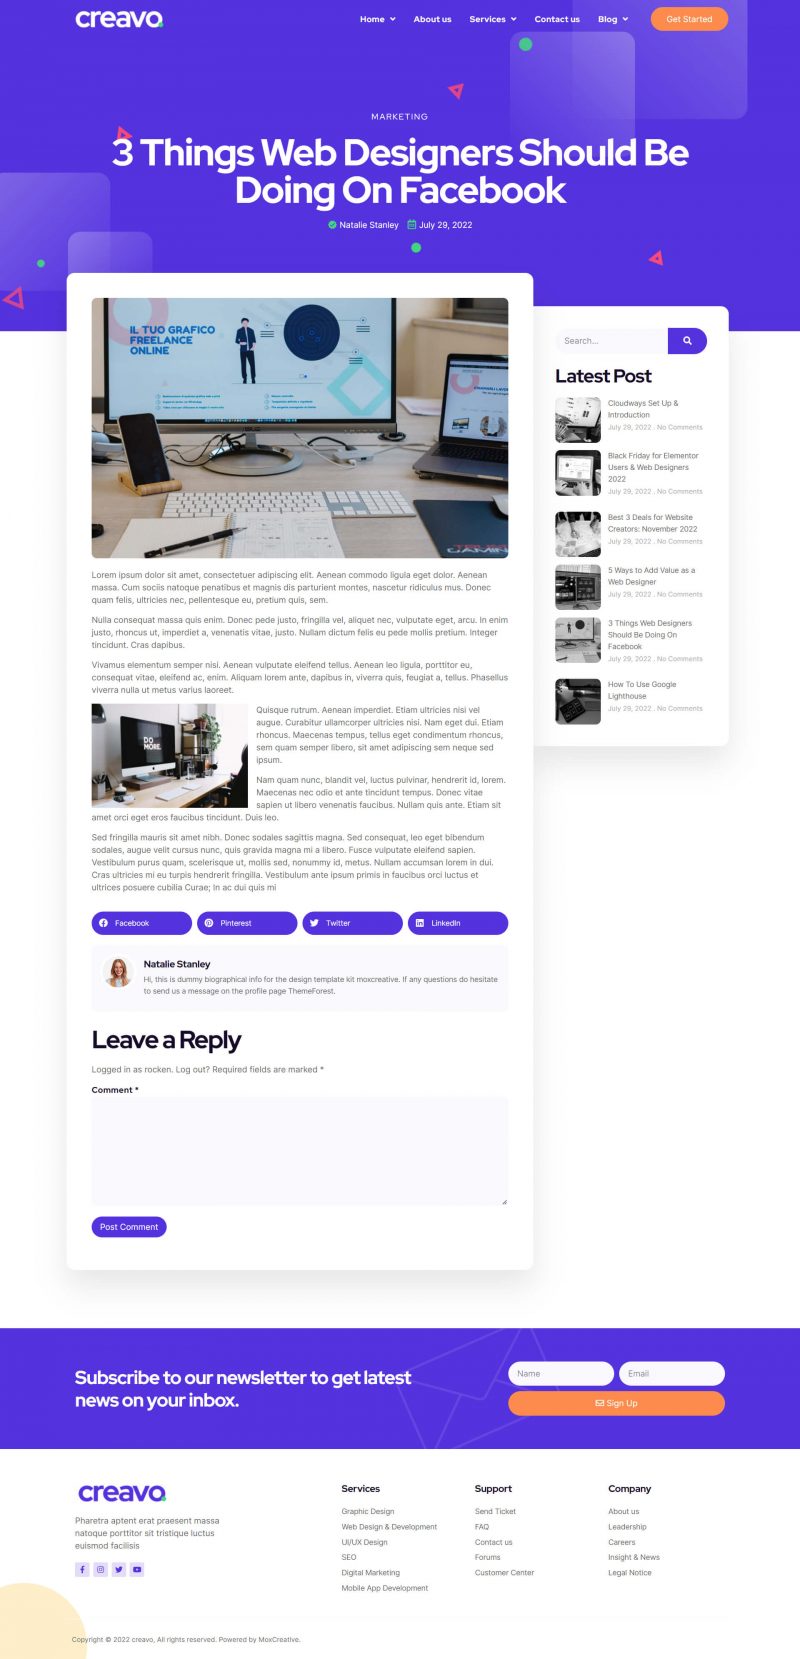 creavo
Home
About us
Services
Contact us
Blog
Get Started
MARKETING
3 Things Web Designers Should Be
Doing On Facebook
Natalie Stanley
July 29, 2022
IL TUO GRAFICO
FREELANCE
ONLINE
Search...
Latest Post
Cloudways Set Up &
Introduction
July 29, 2022 . No Comments
Black Friday for Elementor
Users & Web Designers
2022
July 29, 2022 . No Comments
Best 3 Deals for Website
Creators: November 2022
July 29, 2022 . No Comments
5 Ways to Add Value as a
Web Designer
July 29, 2022 . No Comments
3 Things Web Designers
Should Be Doing On
Facebook
July 29, 2022 . No Comments
How To Use Google
Lighthouse
July 29, 2022 . No Comments
Lorem ipsum dolor sit amet, consectetuer adipiscing elit. Aenean commodo ligula eget dolor. Aenean
massa. Cum sociis natoque penatibus et magnis dis parturient montes, nascetur ridiculus mus. Donec
quam felis, ultricies nec, pellentesque eu, pretium quis, sem.
Nulla consequat massa quis enim. Donec pede justo, fringilla vel, aliquet nec, vulputate eget, arcu. In enim
justo, rhoncus ut, imperdiet a, venenatis vitae, justo. Nullam dictum felis eu pede mollis pretium. Integer
tincidunt. Cras dapibus.
Vivamus elementum semper nisi. Aenean vulputate eleifend tellus. Aenean leo ligula, porttitor eu,
consequat vitae, eleifend ac, enim. Aliquam lorem ante, dapibus in, viverra quis, feugiat a, tellus. Phasellus
viverra nulla ut metus varius laoreet.
DO
MORE.
Quisque rutrum. Aenean imperdiet. Etiam ultricies nisi vel
augue. Curabitur ullamcorper ultricies nisi. Nam eget dui. Etiam
rhoncus. Maecenas tempus, tellus eget condimentum rhoncus,
sem quam semper libero, sit amet adipiscing sem neque sed
ipsum.
Nam quam nunc, blandit vel, luctus pulvinar, hendrerit id, lorem.
Maecenas nec odio et ante tincidunt tempus. Donec vitae
sapien ut libero venenatis faucibus. Nullam quis ante. Etiam sit
amet orci eget eros faucibus tincidunt. Duis leo.
Sed fringilla mauris sit amet nibh. Donec sodales sagittis magna. Sed consequat, leo eget bibendum
sodales, augue velit cursus nunc, quis gravida magna mi a libero. Fusce vulputate eleifend sapien.
Vestibulum purus quam, scelerisque ut, mollis sed, nonummy id, metus. Nullam accumsan lorem in dui.
Cras ultricies mi eu turpis hendrerit fringilla. Vestibulum ante ipsum primis in faucibus orci luctus et
ultrices posuere cubilia Curae; In ac dui quis mi
Facebook
Pinterest
Twitter
LinkedIn
Natalie Stanley
Hi, this is dummy biographical info for the design template kit moxcreative. If any questions do hesitate
to send us a message on the profile page ThemeForest.
Leave a Reply
Logged in as rocken. Log out? Required fields are marked *
Comment *
Post Comment
Subscribe to our newsletter to get latest
news on your inbox.
Name
Email
Sign Up
creavo
Pharetra aptent erat praesent massa
natoque porttitor sit tristique luctus
euismod facilisis
Services
Graphic Design
Web Design & Development
UI/UX Design
SEO
Digital Marketing
Mobile App Development
Support
Send Ticket
FAQ
Contact us
Forums
Customer Center
Company
About us
Leadership
Careers
Insight & News
Legal Notice
Copyright © 2022 creavo, All rights reserved. Powered by MoxCreative.